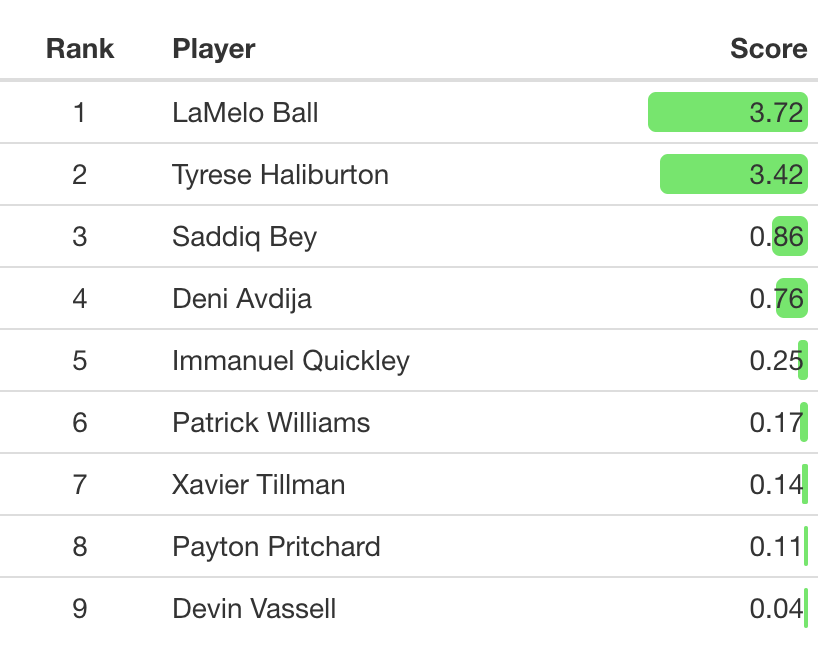 Rank Player Score
1 LaMelo Ball 3.72
2 Tyrese Haliburton 3.42
3 Saddiq Bey 0.86
4 Deni Avdija 0.76
5 Immanuel Quickley 0.25
6 Patrick Williams 0.17
7 Xavier Tillman 0.14
8 Payton Pritchard 0.11
9 Devin Vassell 0.04